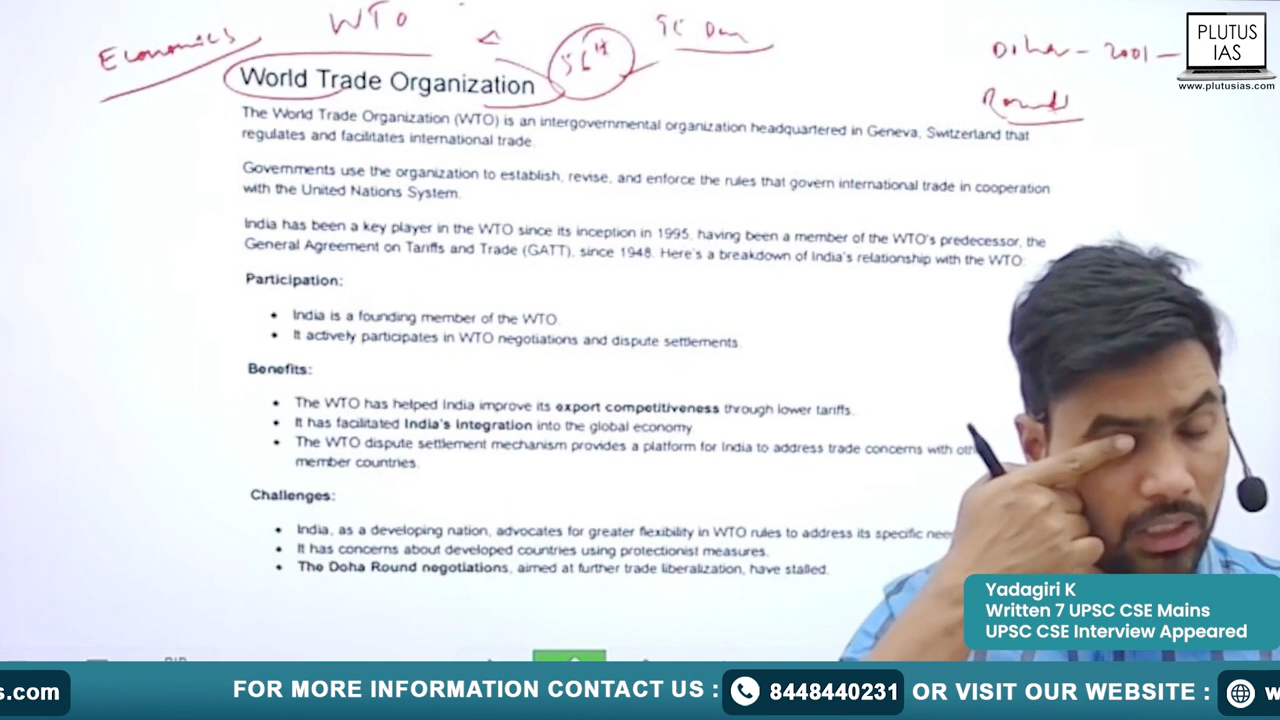 Economics
WTO
Doha - 2001 -
Rounds
PLUTUS
IAS
www.plutusias.com
World Trade Organization
The World Trade Organization (WTO) is an intergovernmental organization headquartered in Geneva, Switzerland that
regulates and facilitates international trade.
Governments use the organization to establish, revise, and enforce the rules that govern international trade in cooperation
with the United Nations System.
India has been a key player in the WTO since its inception in 1995, having been a member of the WTO's predecessor, the
General Agreement on Tariffs and Trade (GATT), since 1948. Here's a breakdown of India's relationship with the WTO:
Participation:
• India is a founding member of the WTO.
• It actively participates in WTO negotiations and dispute settlements.
Benefits:
• The WTO has helped India improve its export competitiveness through lower tariffs.
• It has facilitated India's integration into the global economy.
• The WTO dispute settlement mechanism provides a platform for India to address trade concerns with
member countries.
Challenges:
• India, as a developing nation, advocates for greater flexibility in WTO rules to address its specific
• It has concerns about developed countries using protectionist measures.
• The Doha Round negotiations, aimed at further trade liberalization, have stalled.
Yadagiri K
Written 7 UPSC CSE Mains
UPSC CSE Interview Appeared
s.com FOR MORE INFORMATION CONTACT US : 8448440231 OR VISIT OUR WEBSITE : w